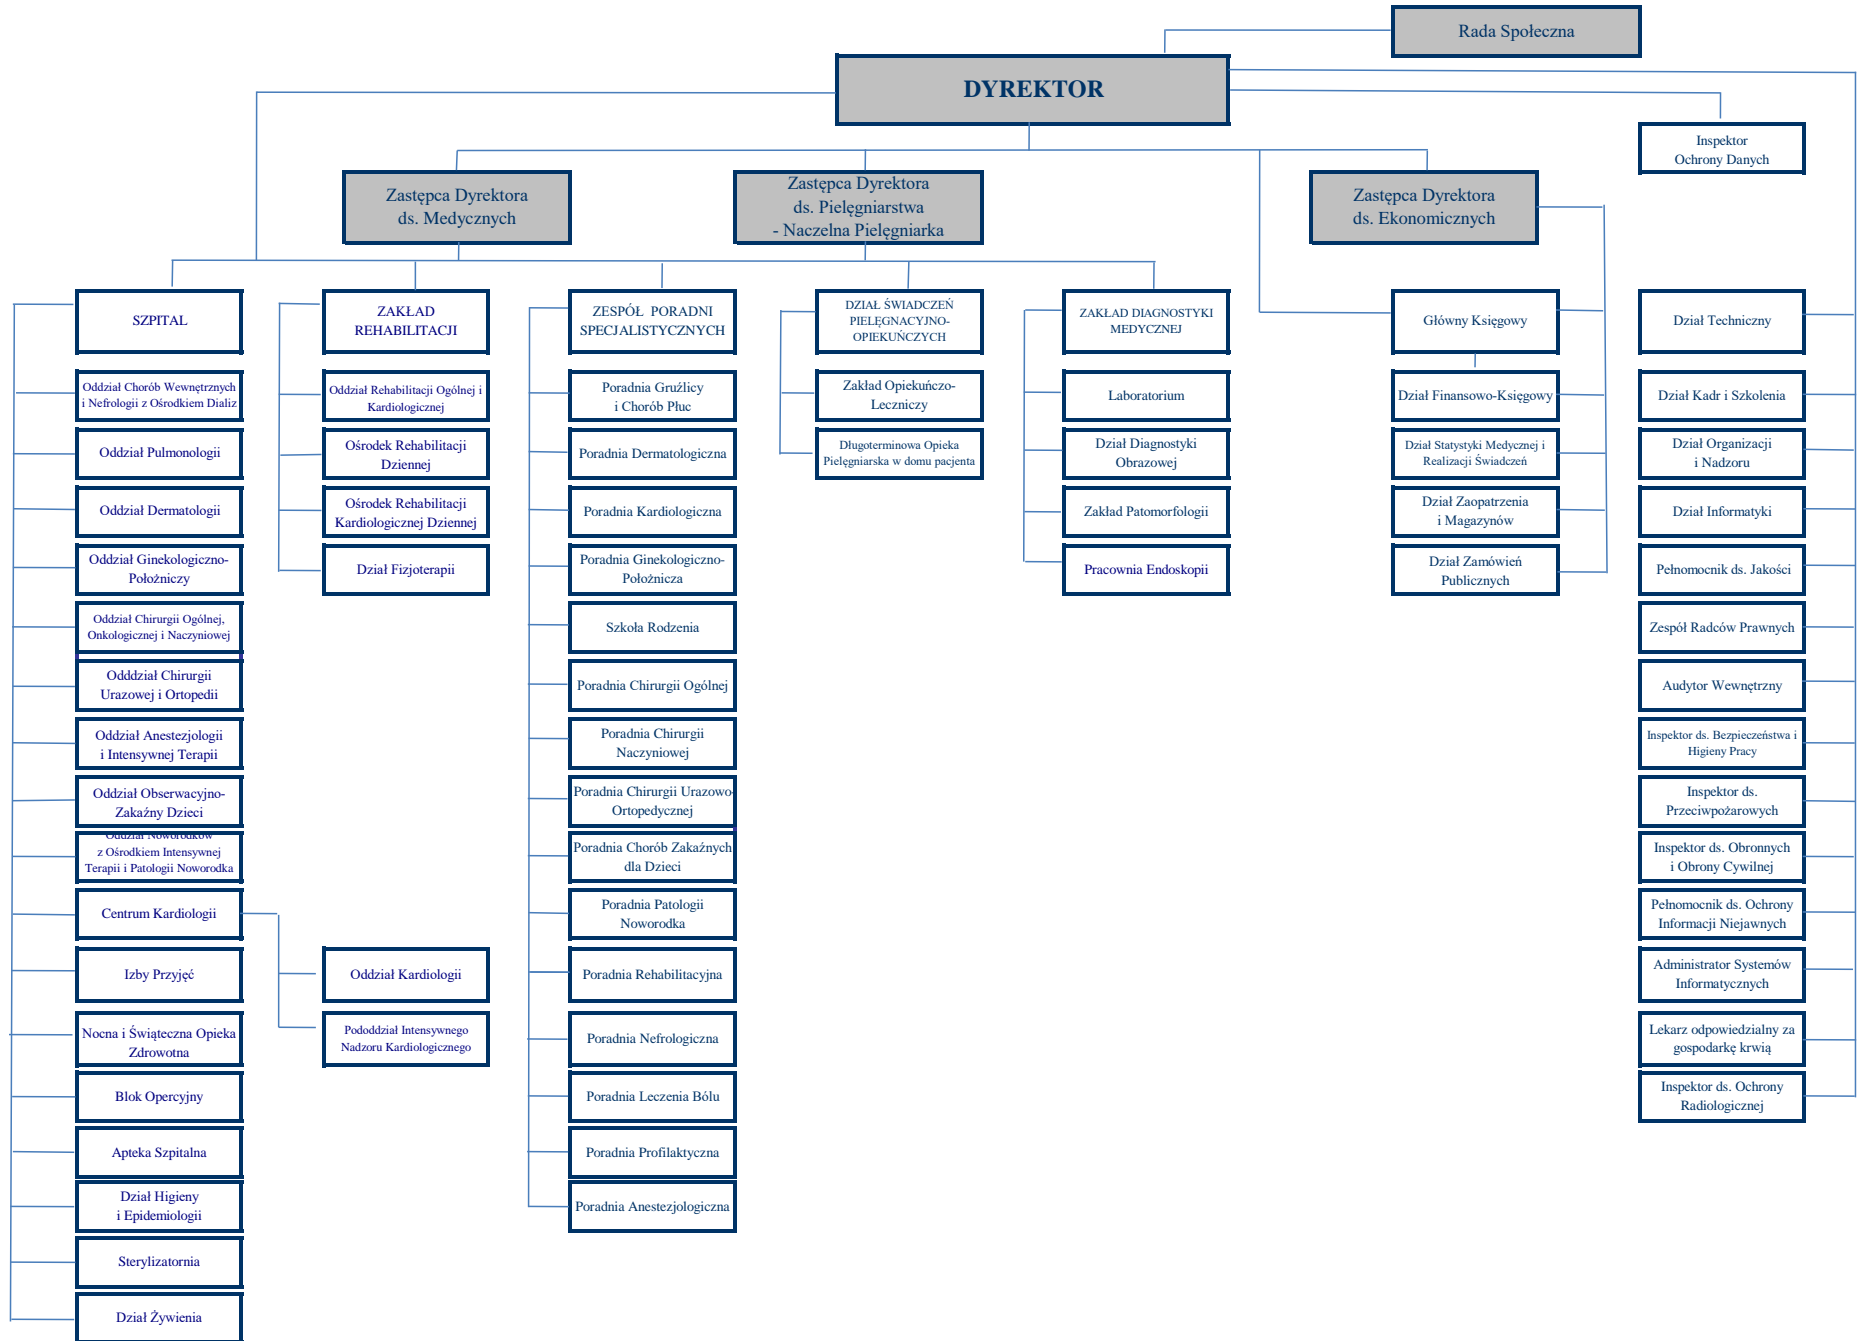 Rada Społeczna
DYREKTOR
Inspektor
Ochrony Danych
Zastępca Dyrektora
ds. Medycznych
Zastępca Dyrektora
ds. Pielęgniarstwa
- Naczelna Pielęgniarka
Zastępca Dyrektora
ds. Ekonomicznych
SZPITAL
Oddział Chorób Wewnętrznych
i Nefrologii z Ośrodkiem Dializ
Oddział Pulmonologii
Oddział Dermatologii
Oddział Ginekologiczno-
Położniczy
Oddział Chirurgii Ogólnej,
Onkologicznej i Naczyniowej
Odddział Chirurgii
Urazowej i Ortopedii
Oddział Anestezjologii
i Intensywnej Terapii
Oddział Obserwacyjno-
Zakaźny Dzieci
Oddział Noworodków
z Ośrodkiem Intensywnej
Terapii i Patologii Noworodka
Centrum Kardiologii
Izby Przyjęć
Nocna i Świąteczna Opieka
Zdrowotna
Blok Opercyjny
Apteka Szpitalna
Dział Higieny
i Epidemiologii
Sterylizatornia
Dział Żywienia
ZAKŁAD
REHABILITACJI
Oddział Rehabilitacji Ogólnej i
Kardiologicznej
Ośrodek Rehabilitacji
Dziennej
Ośrodek Rehabilitacji
Kardiologicznej Dziennej
Dział Fizjoterapii
Oddział Kardiologii
Pododdział Intensywnego
Nadzoru Kardiologicznego
ZESPÓŁ PORADNI
SPECJALISTYCZNYCH
Poradnia Gruźlicy
i Chorób Płuc
Poradnia Dermatologiczna
Poradnia Kardiologiczna
Poradnia Ginekologiczno-
Położnicza
Szkoła Rodzenia
Poradnia Chirurgii Ogólnej
Poradnia Chirurgii
Naczyniowej
Poradnia Chirurgii Urazowo-
Ortopedycznej
Poradnia Chorób Zakaźnych
dla Dzieci
Poradnia Patologii
Noworodka
Poradnia Rehabilitacyjna
Poradnia Nefrologiczna
Poradnia Leczenia Bólu
Poradnia Profilaktyczna
Poradnia Anestezjologiczna
DZIAŁ ŚWIADCZEŃ
PIELĘGNACYJNO-
OPIEKUŃCZYCH
Zakład Opiekuńczo-
Leczniczy
Długoterminowa Opieka
Pielęgniarska w domu pacjenta
ZAKŁAD DIAGNOSTYKI
MEDYCZNEJ
Laboratorium
Dział Diagnostyki
Obrazowej
Zakład Patomorfologii
Pracownia Endoskopii
Główny Księgowy
Dział Finansowo-Księgowy
Dział Statystyki Medycznej i
Realizacji Świadczeń
Dział Zaopatrzenia
i Magazynów
Dział Zamówień
Publicznych
Dział Techniczny
Dział Kadr i Szkolenia
Dział Organizacji
i Nadzoru
Dział Informatyki
Pełnomocnik ds. Jakości
Zespół Radców Prawnych
Audytor Wewnętrzny
Inspektor ds. Bezpieczeństwa i
Higieny Pracy
Inspektor ds.
Przeciwpożarowych
Inspektor ds. Obronnych
i Obrony Cywilnej
Pełnomocnik ds. Ochrony
Informacji Niejawnych
Administrator Systemów
Informatycznych
Lekarz odpowiedzialny za
gospodarkę krwią
Inspektor ds. Ochrony
Radiologicznej